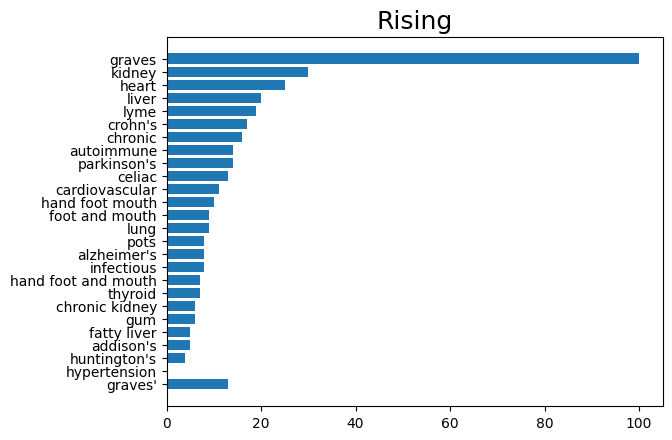 Rising
graves
kidney
heart
liver
lyme
crohn's
chronic
autoimmune
parkinson's
celiac
cardiovascular
hand foot mouth
foot and mouth
lung
pots
alzheimer's
infectious
hand foot and mouth
thyroid
chronic kidney
gum
fatty liver
addison's
huntington's
hypertension
graves'
0 20 40 60 80 100